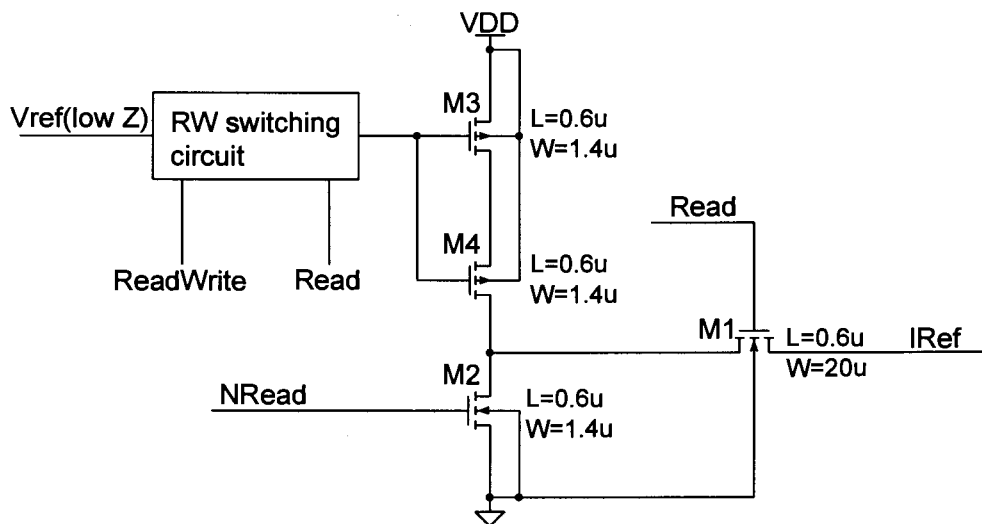 VDD
M3
Vref(low Z)
RW switching
circuit
L=0.6u
W=1.4u
Read
M4
ReadWrite
Read
L=0.6u
W=1.4u
M1
L=0.6u
W=20u
IRef
M2
NRead
L=0.6u
W=1.4u